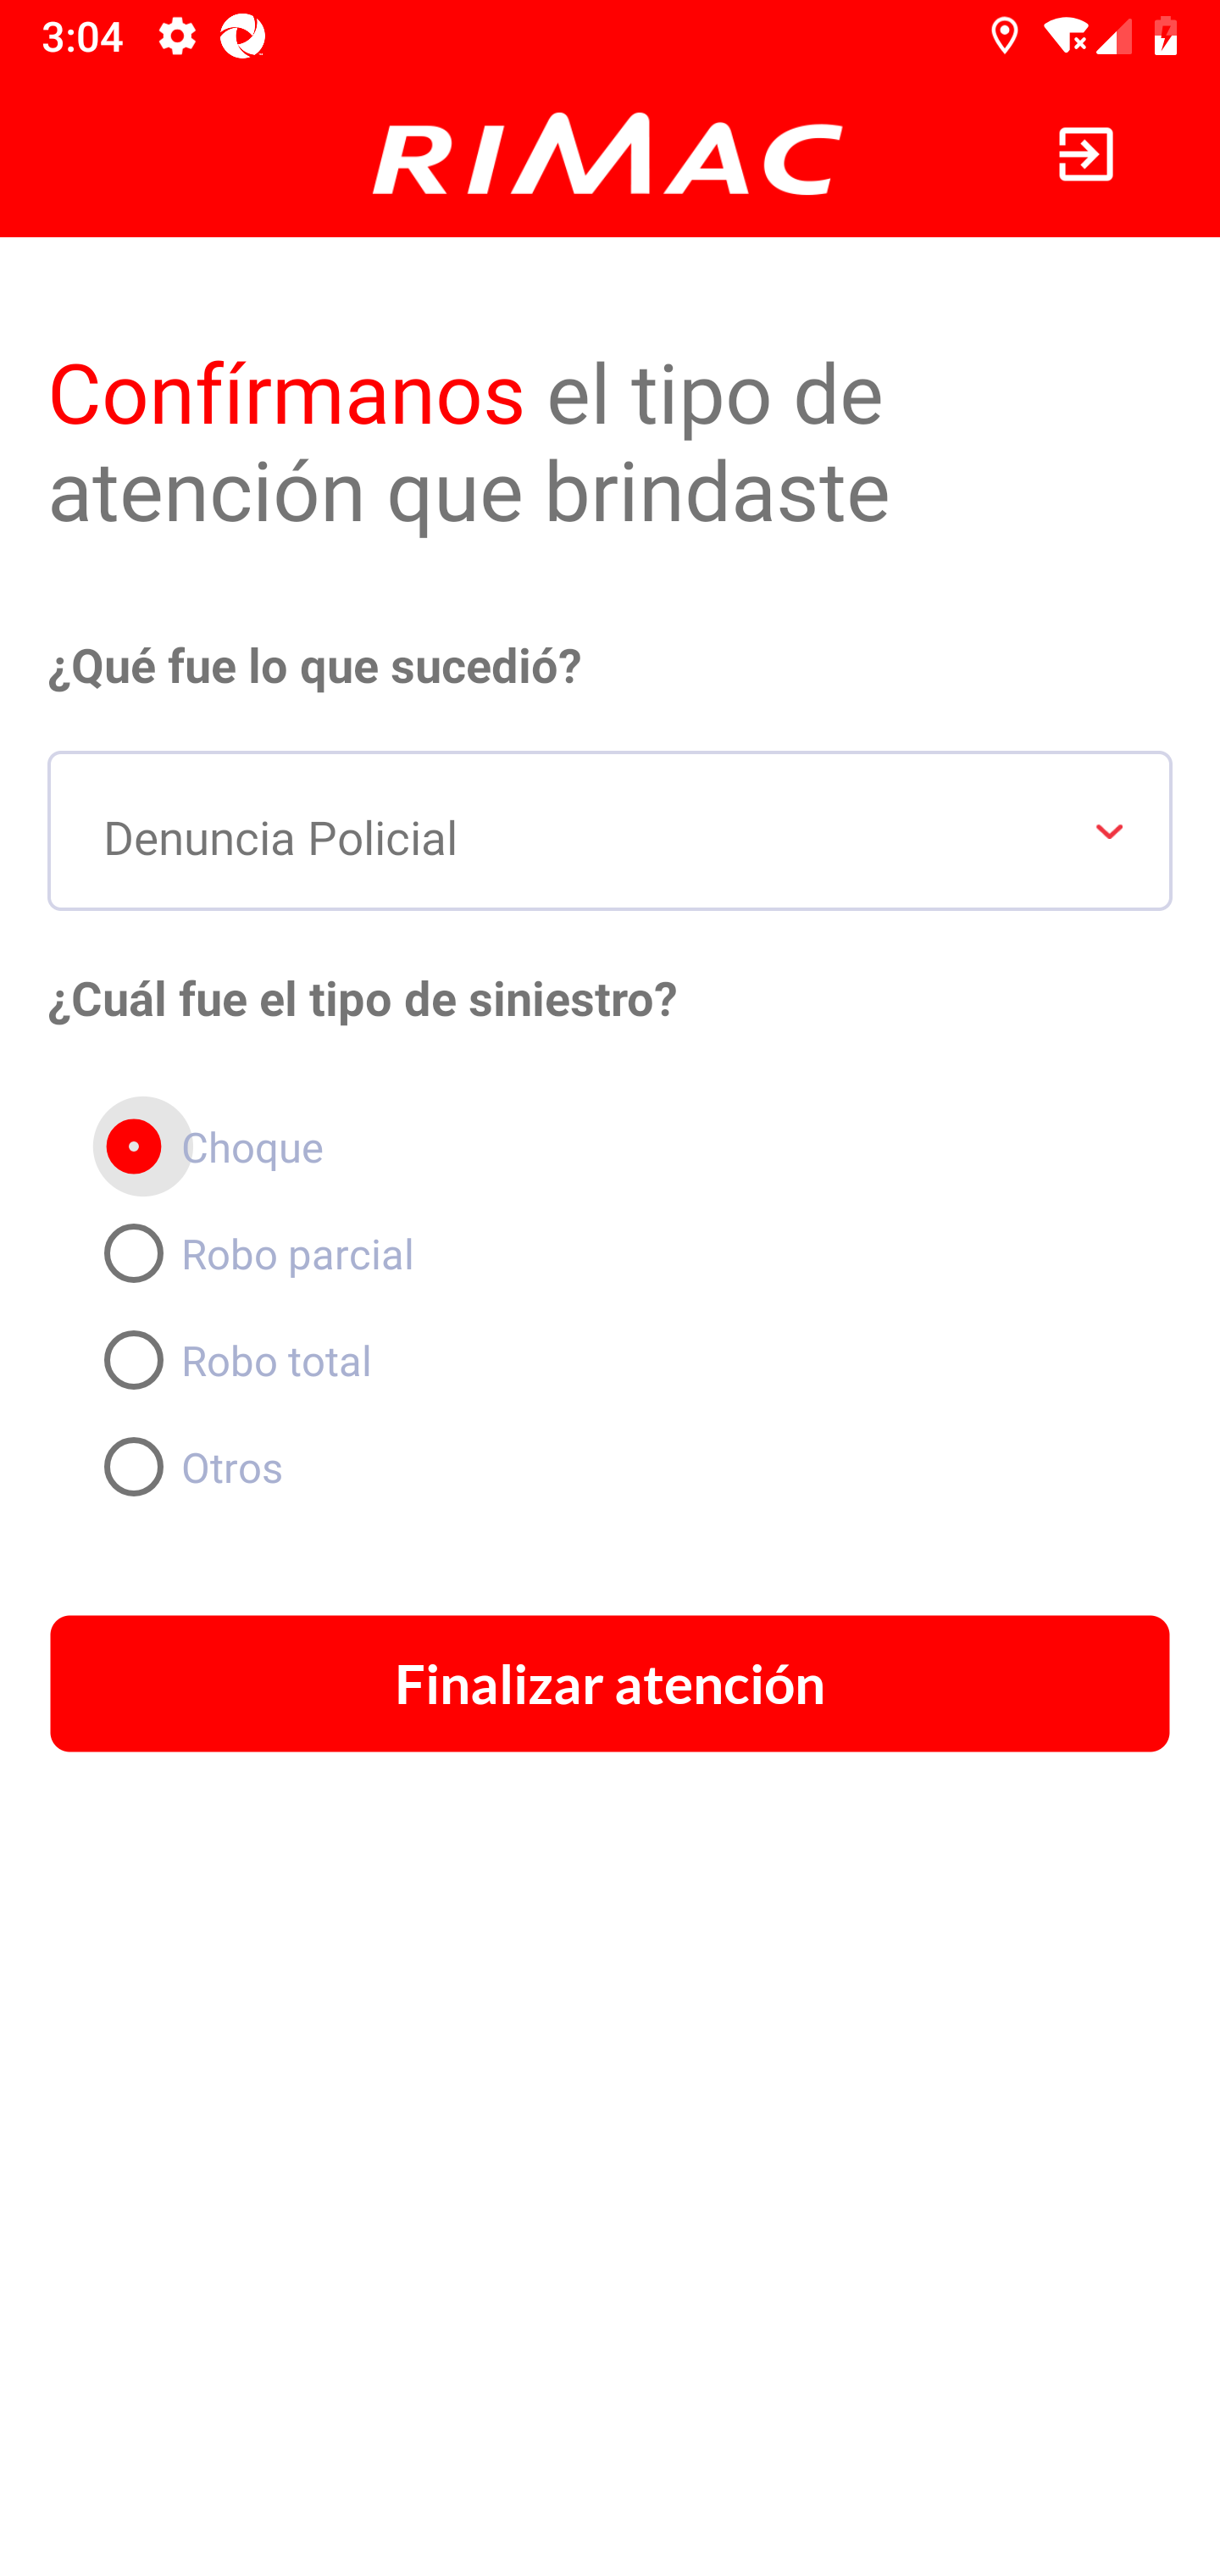 3:04
RIMAC
Confírmanos el tipo de
atención que brindaste
¿Qué fue lo que sucedió?
Denuncia Policial
¿Cuál fue el tipo de siniestro?
Choque
Robo parcial
Robo total
Otros
Finalizar atención